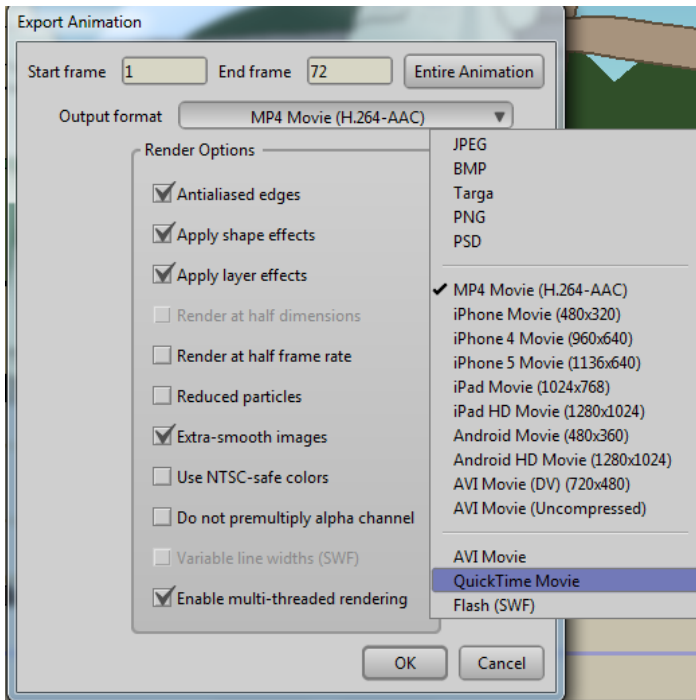 Export Animation
Start frame 1 End frame 72 Entire Animation
Output format MP4 Movie (H.264-AAC)
Render Options
Antialiased edges
Apply shape effects
Apply layer effects
Render at half dimensions
Render at half frame rate
Reduced particles
Extra-smooth images
Use NTSC-safe colors
Do not premultiply alpha channel
Variable line widths (SWF)
Enable multi-threaded rendering
JPEG
BMP
Targa
PNG
PSD
MP4 Movie (H.264-AAC)
iPhone Movie (480x320)
iPhone 4 Movie (960x640)
iPhone 5 Movie (1136x640)
iPad Movie (1024x768)
iPad HD Movie (1280x1024)
Android Movie (480x360)
Android HD Movie (1280x1024)
AVI Movie (DV) (720x480)
AVI Movie (Uncompressed)
AVI Movie
QuickTime Movie
Flash (SWF)
OK Cancel